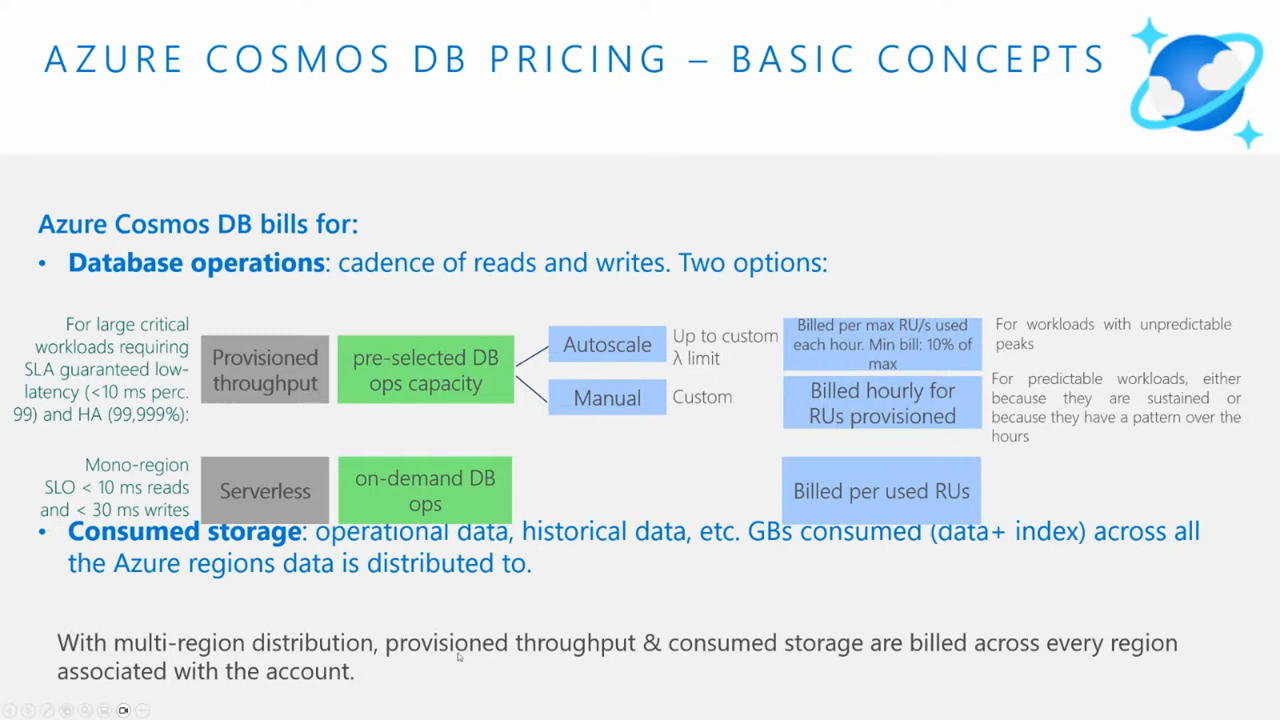 AZURE COSMOS DB PRICING – BASIC CONCEPTS
Azure Cosmos DB bills for:
• Database operations: cadence of reads and writes. Two options:
For large critical
workloads requiring
SLA guaranteed low-
latency (<10 ms perc.
99) and HA (99,999%):
Provisioned
throughput
pre-selected DB
ops capacity
Autoscale
Up to custom
λ limit
Billed per max RU/s used
each hour. Min bill: 10% of
max
For workloads with unpredictable
peaks
Manual
Custom
Billed hourly for
RUs provisioned
For predictable workloads, either
because they are sustained or
because they have a pattern over the
hours
Mono-region
SLO < 10 ms reads
and < 30 ms writes
Serverless
on-demand DB
ops
Billed per used RUs
• Consumed storage: operational data, historical data, etc. GBs consumed (data+ index) across all
the Azure regions data is distributed to.
With multi-region distribution, provisioned throughput & consumed storage are billed across every region
associated with the account.